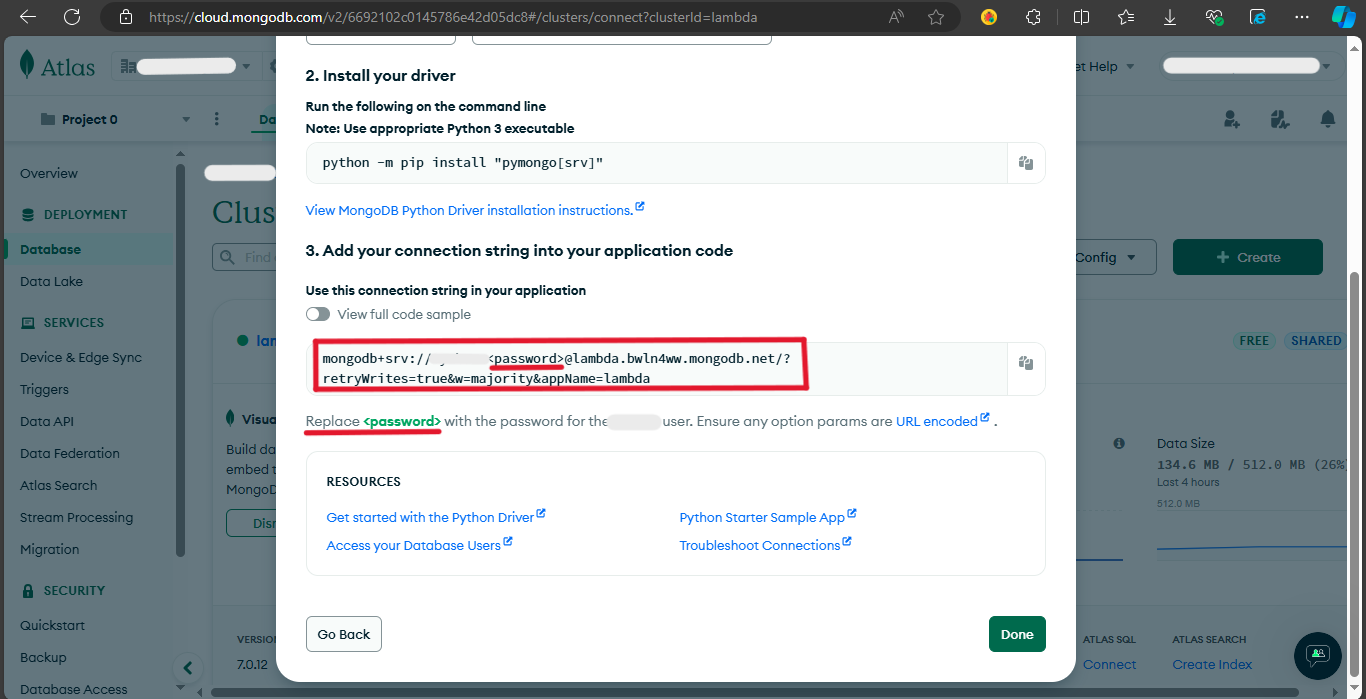 https://cloud.mongodb.com/v2/6692102c0145786e42d05dc8#/clusters/connect?clusterId=lambda
Atlas
et Help
Project 0
Da
Overview
DEPLOYMENT
Database
Data Lake
SERVICES
Device & Edge Sync
Triggers
Data API
Data Federation
Atlas Search
Stream Processing
Migration
SECURITY
Quickstart
Backup
Database Access
Clus
Find
Config
+ Create
lan
FREE
SHARED
Visua
Build da
embed t
MongoD
Disn
VERSION
7.0.12
Data Size
134.6 MB / 512.0 MB (26%
Last 4 hours
512.0 MB
ATLAS SQL
Connect
ATLAS SEARCH
Create Index
2. Install your driver
Run the following on the command line
Note: Use appropriate Python 3 executable
python -m pip install "pymongo[srv]"
View MongoDB Python Driver installation instructions.
3. Add your connection string into your application code
Use this connection string in your application
View full code sample
mongodb+srv:// <password>@lambda.bwln4ww.mongodb.net/?
retryWrites=true&w=majority&appName=lambda
Replace <password> with the password for the user. Ensure any option params are URL encoded .
RESOURCES
Get started with the Python Driver
Python Starter Sample App
Access your Database Users
Troubleshoot Connections
Go Back
Done